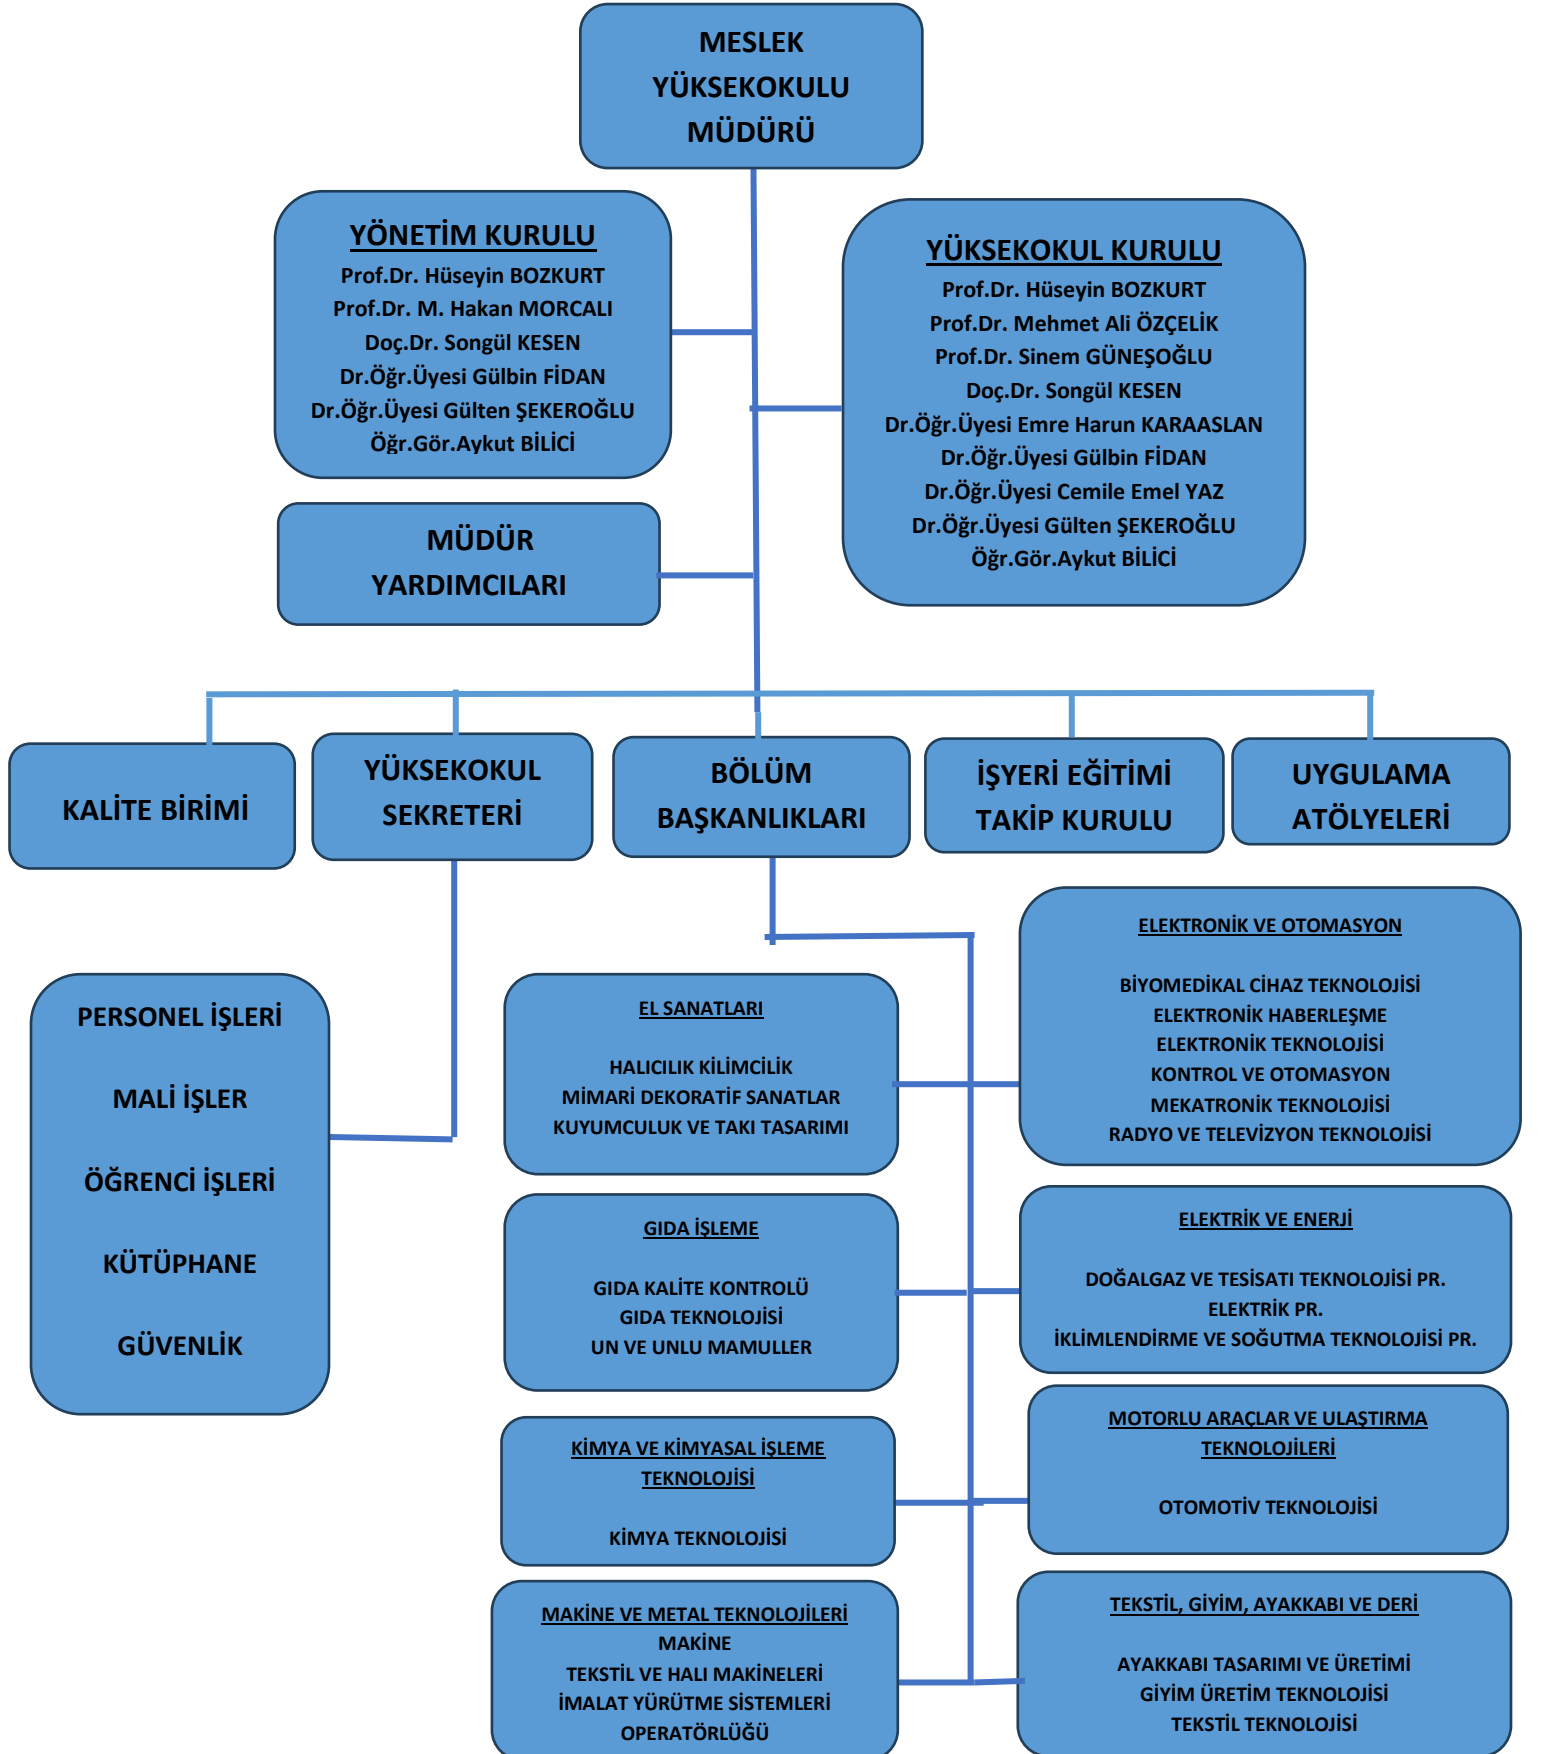 MESLEK
YÜKSEKOKULU
MÜDÜRÜ
YÖNETİM KURULU
Prof.Dr. Hüseyin BOZKURT
Prof.Dr. M. Hakan MORCALI
Doç.Dr. Songül KESEN
Dr.Öğr.Üyesi Gülbin FİDAN
Dr.Öğr.Üyesi Gülten ŞEKEROĞLU
Öğr.Gör.Aykut BİLİCİ
YÜKSEKOKUL KURULU
Prof.Dr. Hüseyin BOZKURT
Prof.Dr. Mehmet Ali ÖZÇELİK
Prof.Dr. Sinem GÜNEŞOĞLU
Doç.Dr. Songül KESEN
Dr.Öğr.Üyesi Emre Harun KARAASLAN
Dr.Öğr.Üyesi Gülbin FİDAN
Dr.Öğr.Üyesi Cemile Emel YAZ
Dr.Öğr.Üyesi Gülten ŞEKEROĞLU
Öğr.Gör.Aykut BİLİCİ
MÜDÜR
YARDIMCILARI
KALİTE BİRİMİ
YÜKSEKOKUL
SEKRETERİ
BÖLÜM
BAŞKANLIKLARI
İŞYERİ EĞİTİMİ
TAKİP KURULU
UYGULAMA
ATÖLYELERİ
PERSONEL İŞLERİ
MALİ İŞLER
ÖĞRENCİ İŞLERİ
KÜTÜPHANE
GÜVENLİK
EL SANATLARI
HALICILIK KİLİMCİLİK
MİMARİ DEKORATİF SANATLAR
KUYUMCULUK VE TAKI TASARIMI
ELEKTRONİK VE OTOMASYON
BİYOMEDİKAL CİHAZ TEKNOLOJİSİ
ELEKTRONİK HABERLEŞME
ELEKTRONİK TEKNOLOJİSİ
KONTROL VE OTOMASYON
MEKATRONİK TEKNOLOJİSİ
RADYO VE TELEVİZYON TEKNOLOJİSİ
GIDA İŞLEME
GIDA KALİTE KONTROLÜ
GIDA TEKNOLOJİSİ
UN VE UNLU MAMULLER
ELEKTRİK VE ENERJİ
DOĞALGAZ VE TESİSATI TEKNOLOJİSİ PR.
ELEKTRİK PR.
İKLİMLENDİRME VE SOĞUTMA TEKNOLOJİSİ PR.
KİMYA VE KİMYASAL İŞLEME
TEKNOLOJİSİ
KİMYA TEKNOLOJİSİ
MOTORLU ARAÇLAR VE ULAŞTIRMA
TEKNOLOJİLERİ
OTOMOTİV TEKNOLOJİSİ
MAKİNE VE METAL TEKNOLOJİLERİ
MAKİNE
TEKSTİL VE HALI MAKİNELERİ
İMALAT YÜRÜTME SİSTEMLERİ
OPERATÖRLÜĞÜ
TEKSTİL, GİYİM, AYAKKABI VE DERİ
AYAKKABI TASARIMI VE ÜRETİMİ
GİYİM ÜRETİM TEKNOLOJİSİ
TEKSTİL TEKNOLOJİSİ